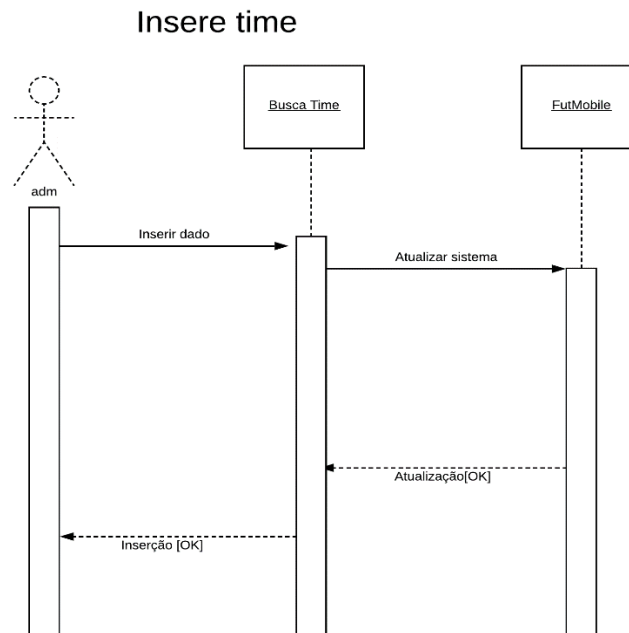 Insere time
Busca Time
FutMobile
adm
Inserir dado
Atualizar sistema
Atualização[OK]
Inserção [OK]